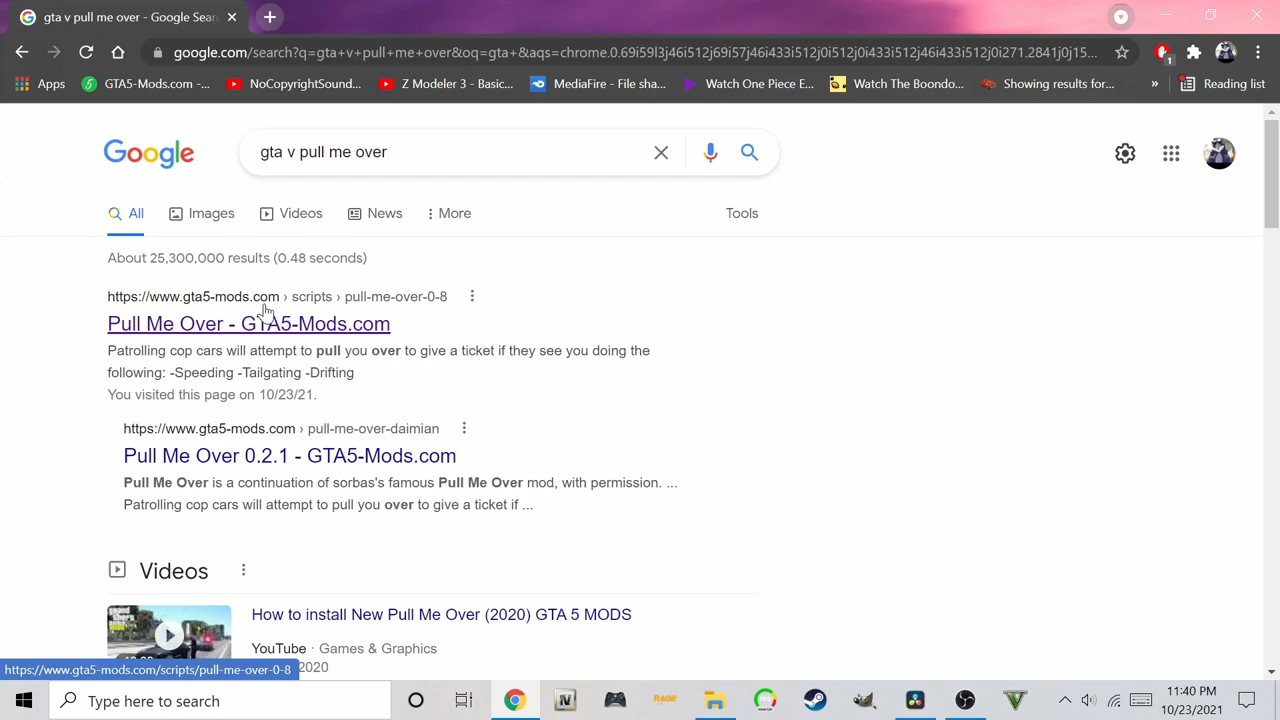 gta v pull me over - Google Sear
google.com/search?q=gta+v+pull+me+over&oq=gta+&aqs=chrome.0.69i59l3j46i512j69i57j46i433i512j0i512j0i433i512j46i433i512j0i271.2841j0j15...
Apps
GTA5-Mods.com -...
NoCopyrightSound...
Z Modeler 3 - Basic...
MediaFire - File sha...
Watch One Piece E...
Watch The Boondo...
Showing results for...
»
Reading list
Google
gta v pull me over
All
Images
Videos
News
More
Tools
About 25,300,000 results (0.48 seconds)
https://www.gta5-mods.com › scripts › pull-me-over-0-8
Pull Me Over - GTA5-Mods.com
Patrolling cop cars will attempt to pull you over to give a ticket if they see you doing the
following: -Speeding -Tailgating -Drifting
You visited this page on 10/23/21.
https://www.gta5-mods.com › pull-me-over-daimian
Pull Me Over 0.2.1 - GTA5-Mods.com
Pull Me Over is a continuation of sorbas's famous Pull Me Over mod, with permission. ...
Patrolling cop cars will attempt to pull you over to give a ticket if ...
Videos
How to install New Pull Me Over (2020) GTA 5 MODS
YouTube · Games & Graphics
2020
https://www.gta5-mods.com/scripts/pull-me-over-0-8
Type here to search
RAGE
11:40 PM
10/23/2021